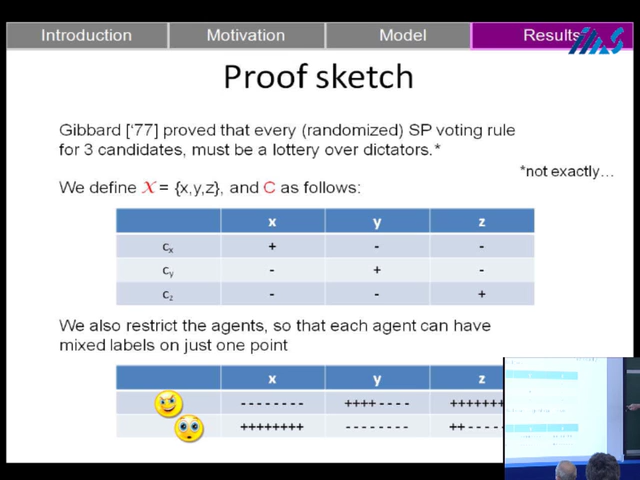 Introduction Motivation Model Results
Proof sketch
Gibbard ['77] proved that every (randomized) SP voting rule
for 3 candidates, must be a lottery over dictators.*
*not exactly…
We define X = {x,y,z}, and C as follows:
x y z
cx + - -
cy - + -
cz - - +
We also restrict the agents, so that each agent can have
mixed labels on just one point
x y z
- - - - - - - - ++++ - - - - +++++++
++++++++ - - - - - - - - ++ - - - - -